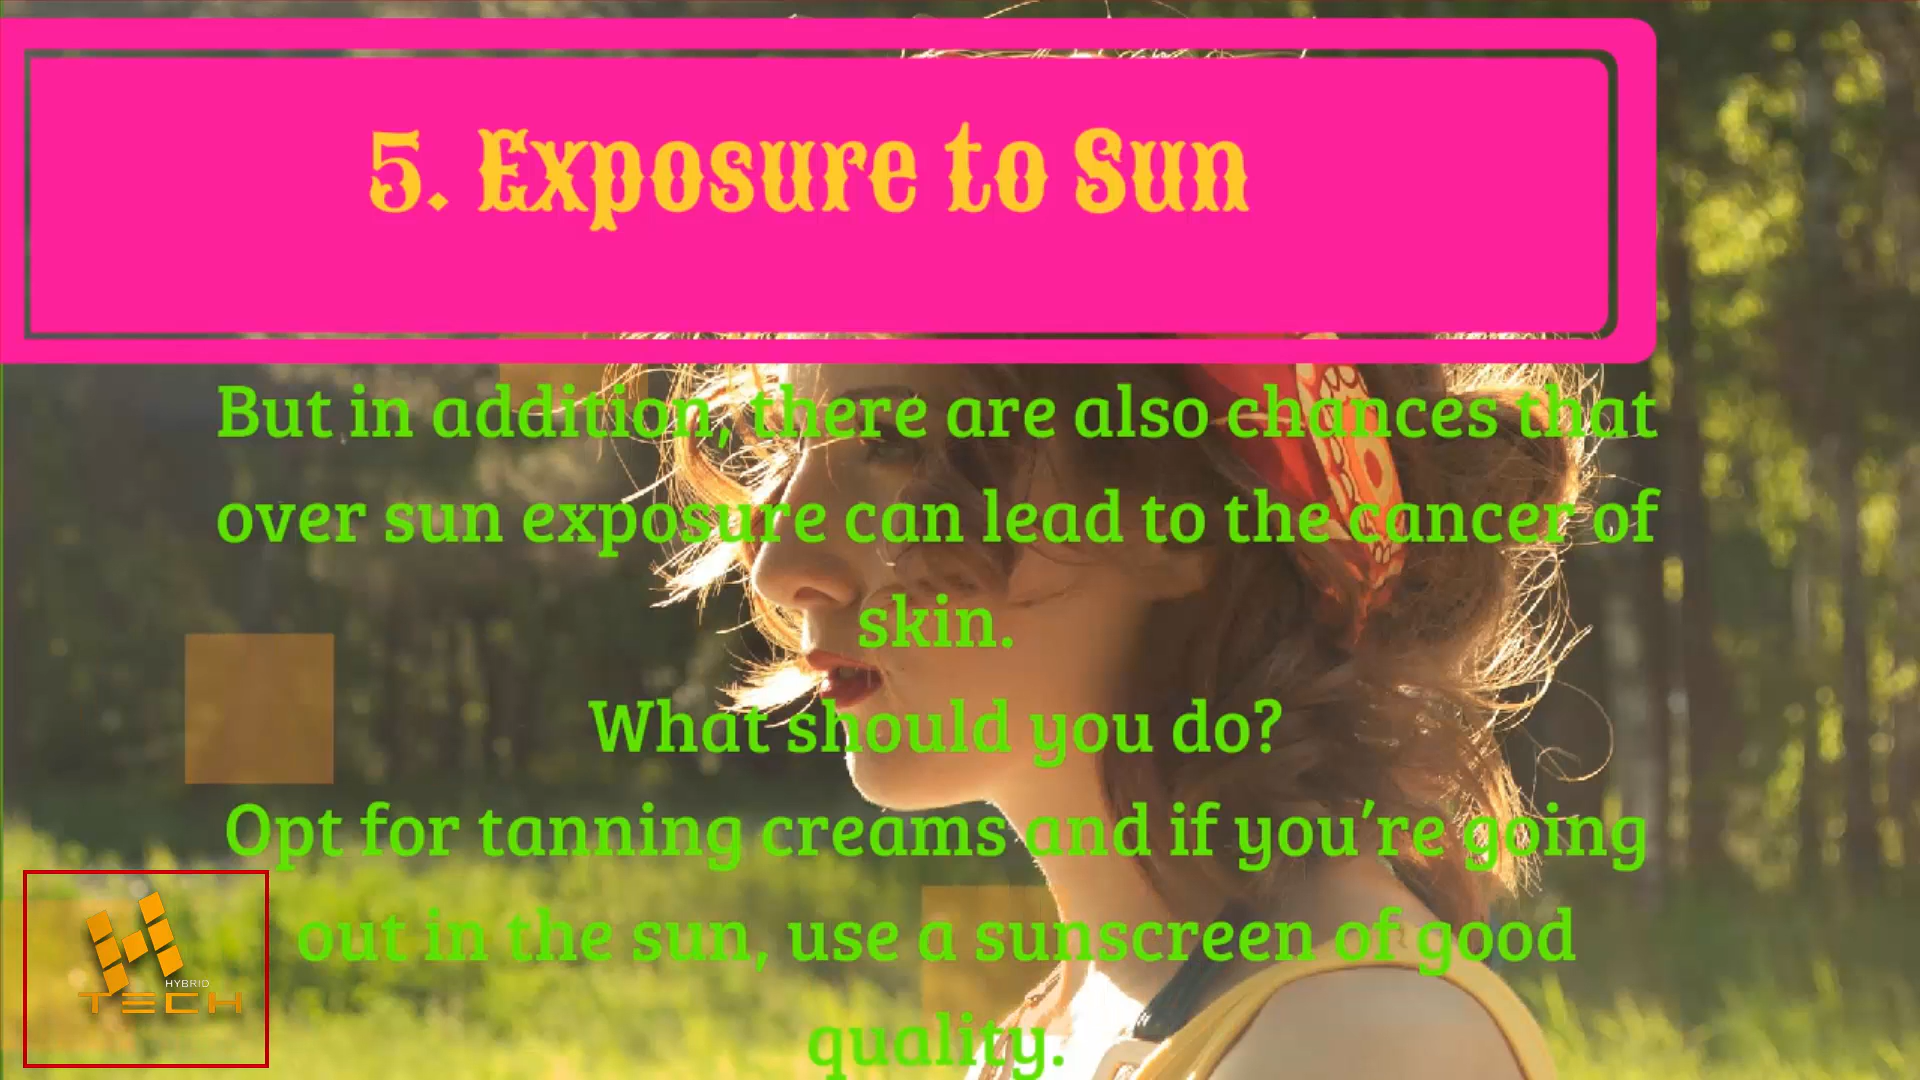 5. Exposure to Sun
But in addition, there are also chances that
over sun exposure can lead to the cancer of
skin.
What should you do?
Opt for tanning creams and if you’re going
out in the sun, use a sunscreen of good
quality.
HYBRID
TECH